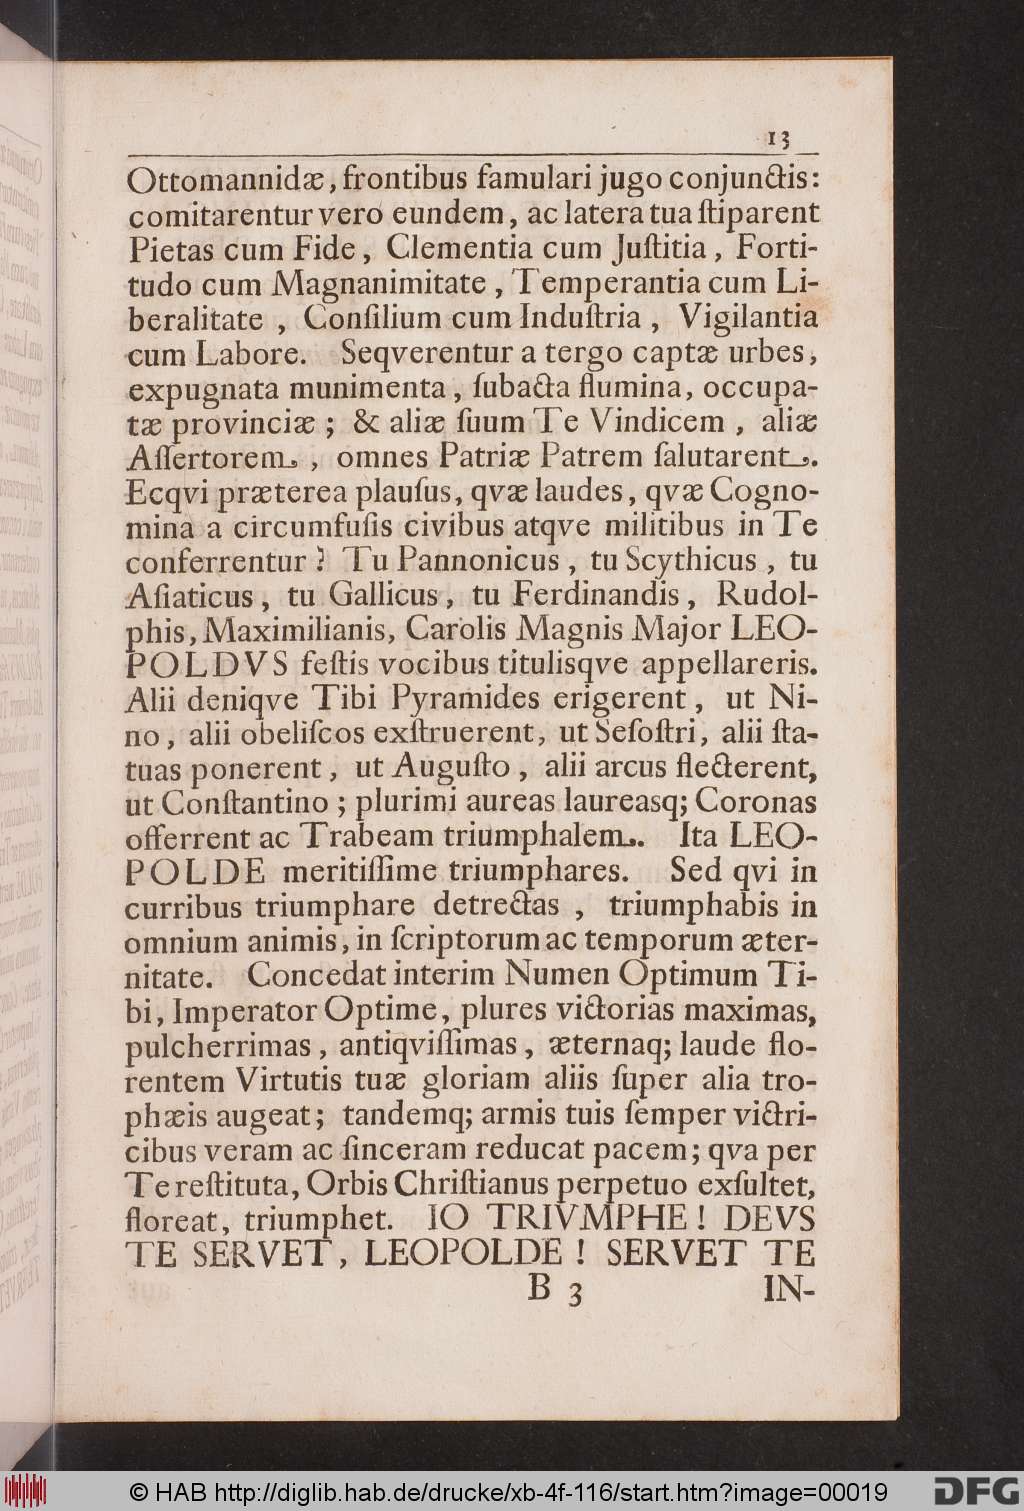 13
Ottomannidæ, frontibus famulari jugo conjunctis:
comitarentur vero eundem, ac latera tua ſtiparent
Pietas cum Fide, Clementia cum Juſtitia, Forti-
tudo cum Magnanimitate, Temperantia cum Li-
beralitate, Conſilium cum Induſtria, Vigilantia
cum Labore. Seqverentur a tergo captæ urbes,
expugnata munimenta, ſubacta flumina, occupa-
tæ provinciæ; & aliæ ſuum Te Vindicem, aliæ
Aſſertorem, omnes Patriæ Patrem ſalutarent.
Ecqvi præterea plauſus, qvæ laudes, qvæ Cogno-
mina a circumfuſis civibus atqve militibus in Te
conferrentur? Tu Pannonicus, tu Scythicus, tu
Aſiaticus, tu Gallicus, tu Ferdinandis, Rudol-
phis, Maximilianis, Carolis Magnis Major LEO-
POLDVS feſtis vocibus titulisqve appellareris.
Alii deniqve Tibi Pyramides erigerent, ut Ni-
no, alii obeliſcos exſtruerent, ut Seſoſtri, alii ſta-
tuas ponerent, ut Auguſto, alii arcus flecterent,
ut Conſtantino; plurimi aureas laureasq; Coronas
offerrent ac Trabeam triumphalem. Ita LEO-
POLDE meritiſſime triumphares. Sed qvi in
curribus triumphare detrectas, triumphabis in
omnium animis, in ſcriptorum ac temporum æter-
nitate. Concedat interim Numen Optimum Ti-
bi, Imperator Optime, plures victorias maximas,
pulcherrimas, antiqviſſimas, æternaq; laude flo-
rentem Virtutis tuæ gloriam aliis ſuper alia tro-
phæis augeat; tandemq; armis tuis ſemper victri-
cibus veram ac ſinceram reducat pacem; qva per
Te reſtituta, Orbis Chriſtianus perpetuo exſultet,
floreat, triumphet. IO TRIVMPHE! DEVS
TE SERVET, LEOPOLDE! SERVET TE
B 3 IN-
© HAB http://diglib.hab.de/drucke/xb-4f-116/start.htm?image=00019
DFG